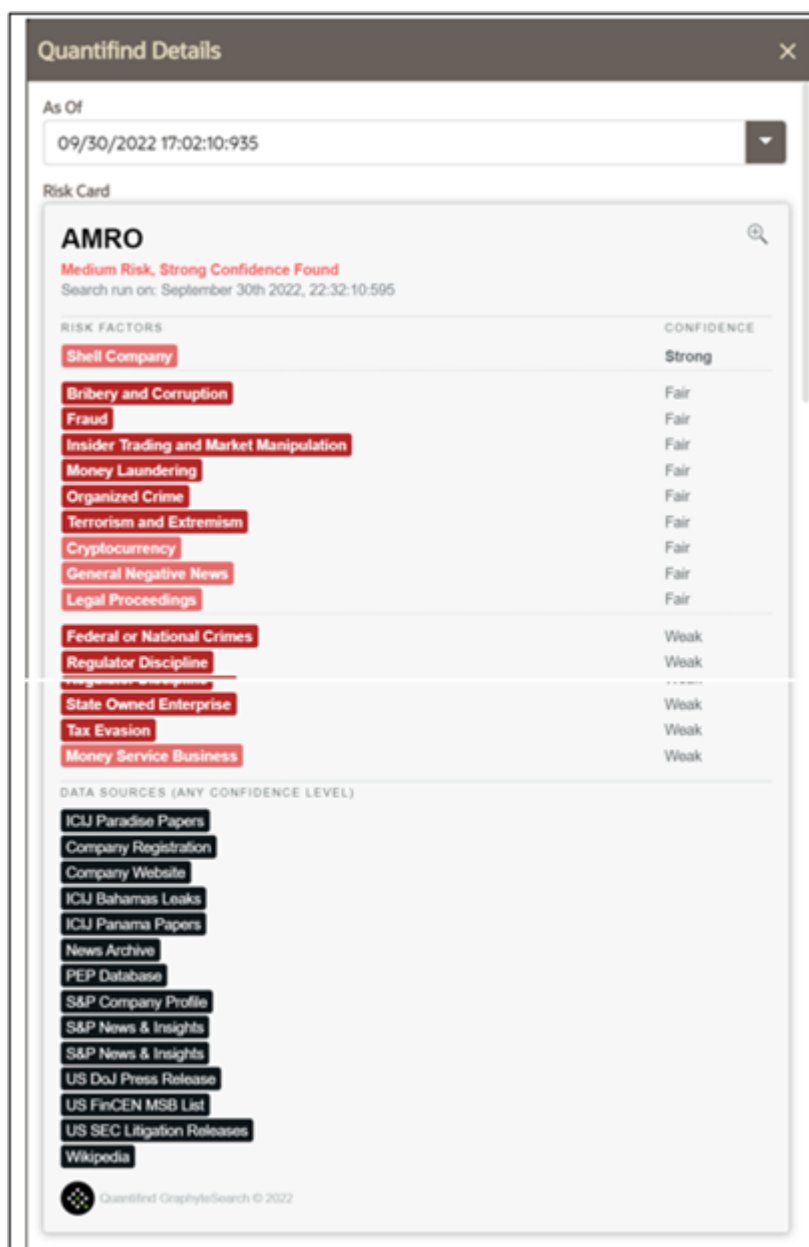 Quantifind Details
As Of
09/30/2022 17:02:10:935
Risk Card
AMRO
Medium Risk, Strong Confidence Found
Search run on: September 30th 2022, 22:32:10:595
RISK FACTORS CONFIDENCE
Shell Company Strong
Bribery and Corruption Fair
Fraud Fair
Insider Trading and Market Manipulation Fair
Money Laundering Fair
Organized Crime Fair
Terrorism and Extremism Fair
Cryptocurrency Fair
General Negative News Fair
Legal Proceedings Fair
Federal or National Crimes Weak
Regulator Discipline Weak
State Owned Enterprise Weak
Tax Evasion Weak
Money Service Business Weak
DATA SOURCES (ANY CONFIDENCE LEVEL)
ICIJ Paradise Papers
Company Registration
Company Website
ICIJ Bahamas Leaks
ICIJ Panama Papers
News Archive
PEP Database
S&P Company Profile
S&P News & Insights
S&P News & Insights
US DoJ Press Release
US FinCEN MSB List
US SEC Litigation Releases
Wikipedia
Quantifind GraphyteSearch © 2022